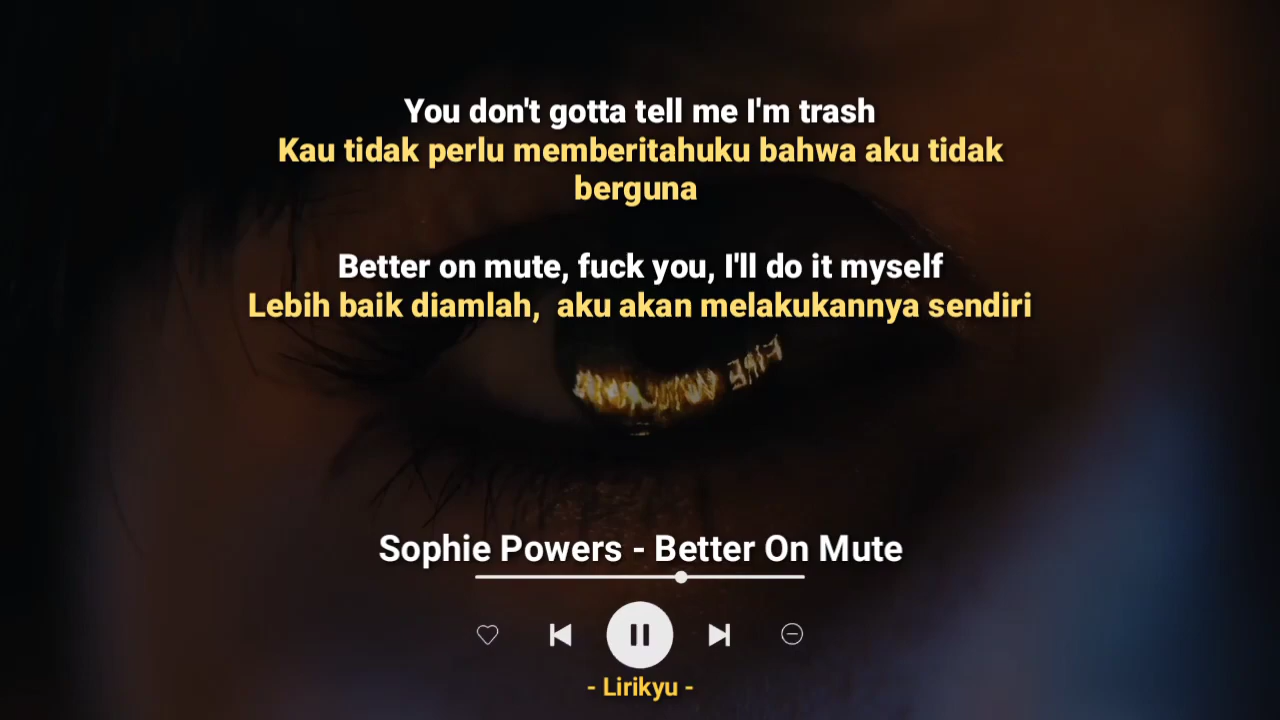 You don't gotta tell me I'm trash
Kau tidak perlu memberitahuku bahwa aku tidak
berguna
Better on mute, fuck you, I'll do it myself
Lebih baik diamlah,  aku akan melakukannya sendiri
Sophie Powers - Better On Mute
- Lirikyu -